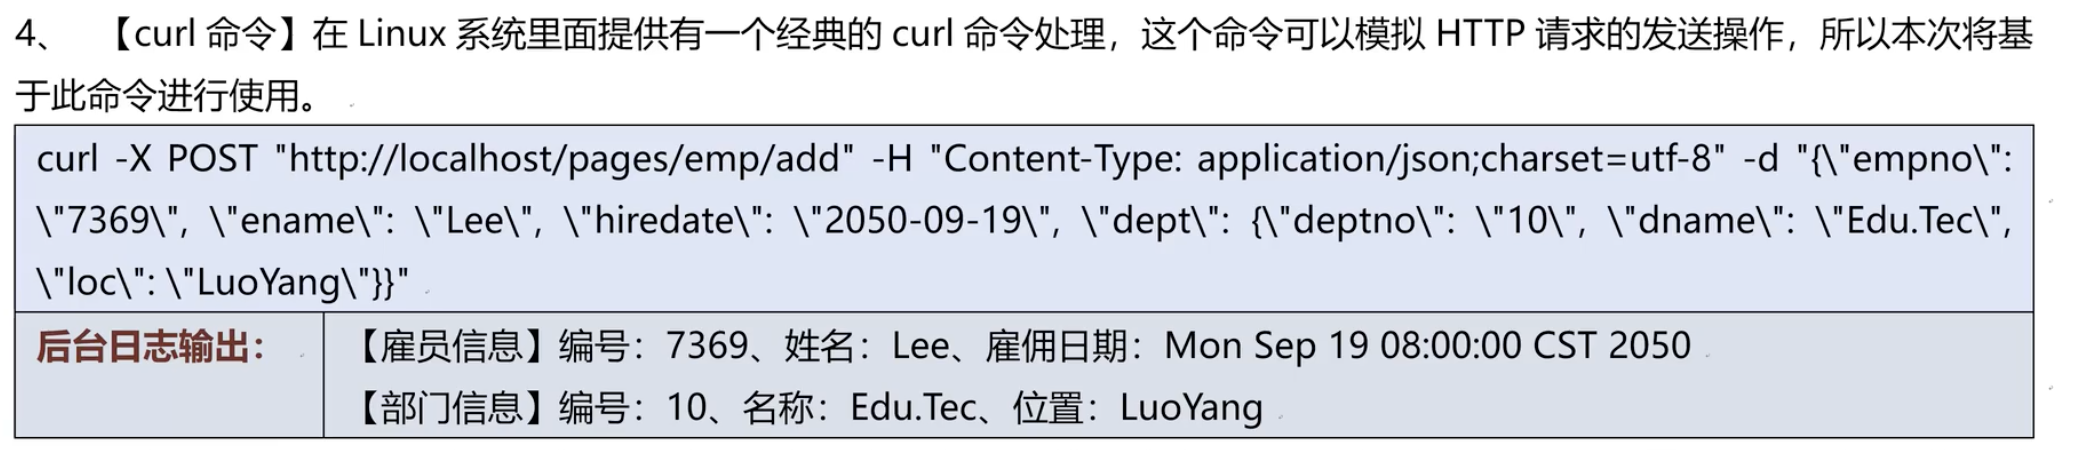 4、 【curl 命令】在 Linux 系统里面提供有一个经典的 curl 命令处理，这个命令可以模拟 HTTP 请求的发送操作，所以本次将基
于此命令进行使用。
curl -X POST "http://localhost/pages/emp/add" -H "Content-Type: application/json;charset=utf-8" -d "{\"empno\":
\"7369\", \"ename\": \"Lee\", \"hiredate\": \"2050-09-19\", \"dept\": {\"deptno\": \"10\", \"dname\": \"Edu.Tec\",
\"loc\": \"LuoYang\"}}"
后台日志输出： 【雇员信息】编号：7369、姓名：Lee、雇佣日期：Mon Sep 19 08:00:00 CST 2050
【部门信息】编号：10、名称：Edu.Tec、位置：LuoYang